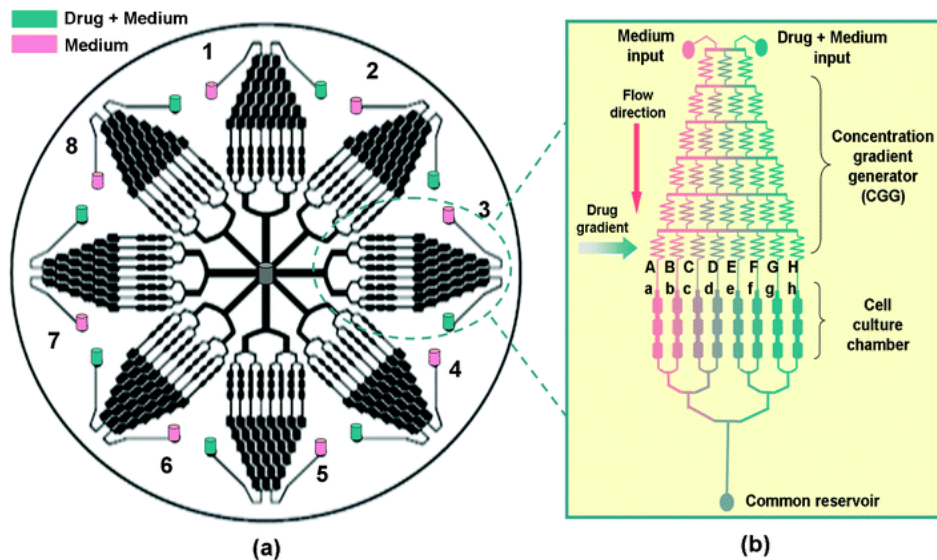 Drug + Medium
Medium
1
2
3
4
5
6
7
8
(a)
Medium
input
Drug + Medium
input
Flow
direction
Concentration
gradient
generator
(CGG)
Drug
gradient
A B C D E F G H
a b c d e f g h
Cell
culture
chamber
Common reservoir
(b)